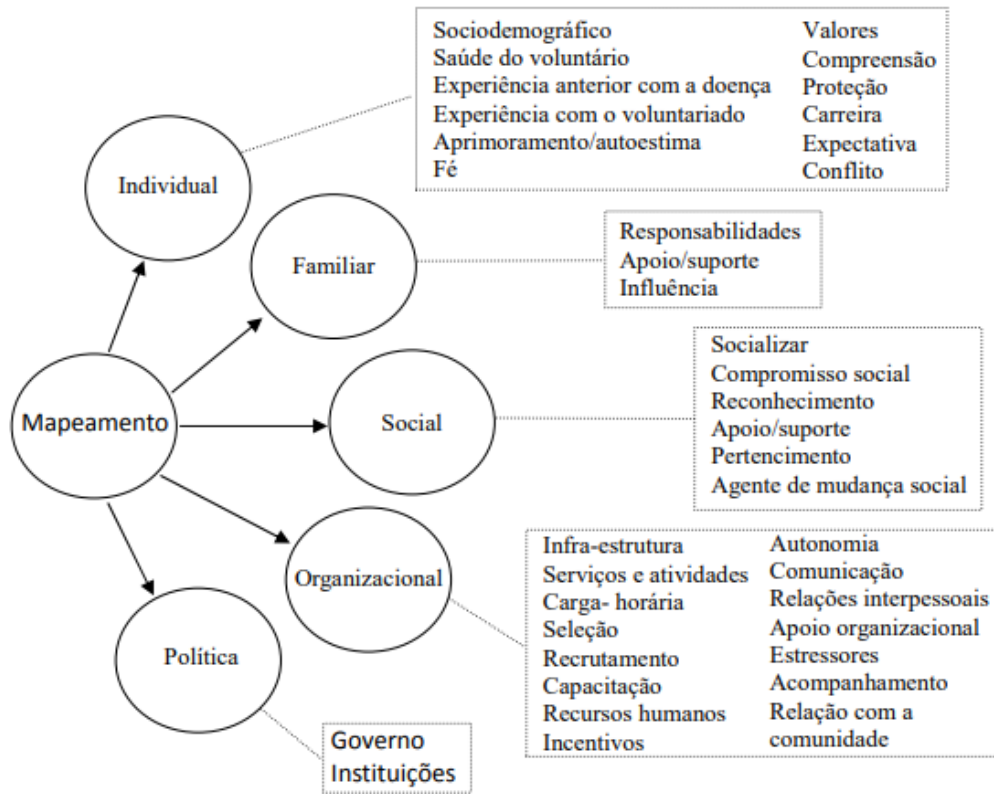 Sociodemográfico
Saúde do voluntário
Experiência anterior com a doença
Experiência com o voluntariado
Aprimoramento/autoestima
Fé
Valores
Compreensão
Proteção
Carreira
Expectativa
Conflito
Individual
Familiar
Responsabilidades
Apoio/suporte
Influência
Mapeamento
Social
Socializar
Compromisso social
Reconhecimento
Apoio/suporte
Pertencimento
Agente de mudança social
Organizacional
Infra-estrutura
Serviços e atividades
Carga- horária
Seleção
Recrutamento
Capacitação
Recursos humanos
Incentivos
Autonomia
Comunicação
Relações interpessoais
Apoio organizacional
Estressores
Acompanhamento
Relação com a
comunidade
Política
Governo
Instituições